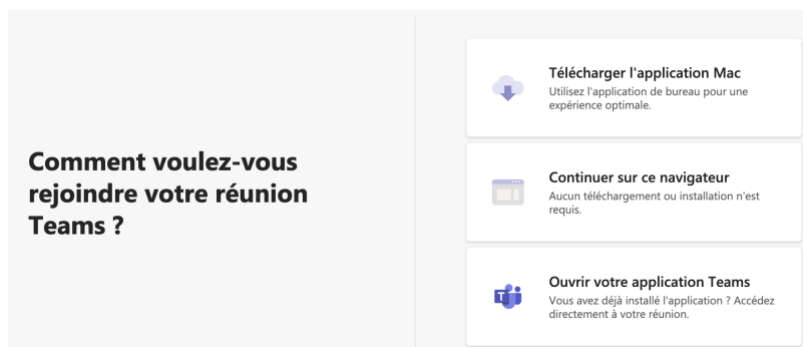 Comment voulez-vous
rejoindre votre réunion
Teams ?
Télécharger l'application Mac
Utilisez l'application de bureau pour une
expérience optimale.
Continuer sur ce navigateur
Aucun téléchargement ou installation n'est
requis.
Ouvrir votre application Teams
Vous avez déjà installé l'application ? Accédez
directement à votre réunion.